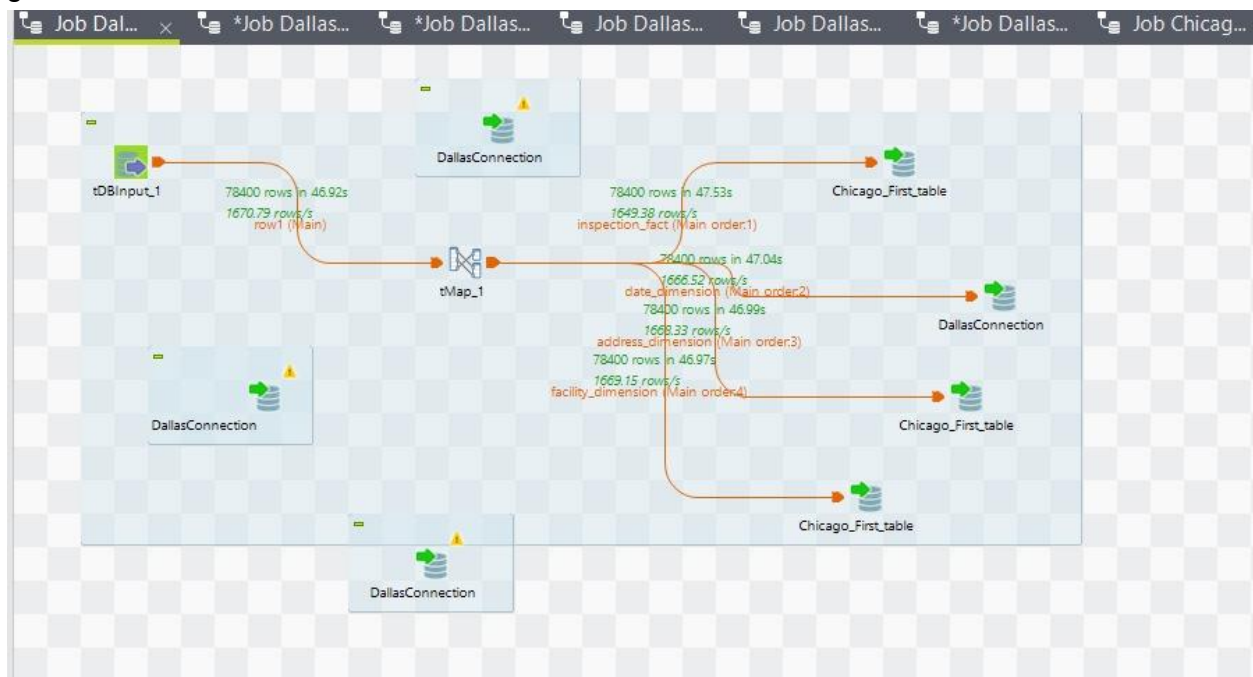 g
Job Dal...
*Job Dallas...
*Job Dallas...
Job Dallas...
Job Dallas...
*Job Dallas...
Job Chicag...
DallasConnection
tDBInput_1
78400 rows in 46.92s
1670.79 rows/s
row1 (Main)
78400 rows in 47.53s
1649.38 rows/s
inspection_fact (Main order:1)
Chicago_First_table
tMap_1
78400 rows in 47.04s
1666.52 rows/s
date_dimension (Main order:2)
DallasConnection
78400 rows in 46.99s
1668.33 rows/s
address_dimension (Main order:3)
78400 rows in 46.97s
1669.15 rows/s
facility_dimension (Main order:4)
Chicago_First_table
DallasConnection
Chicago_First_table
DallasConnection